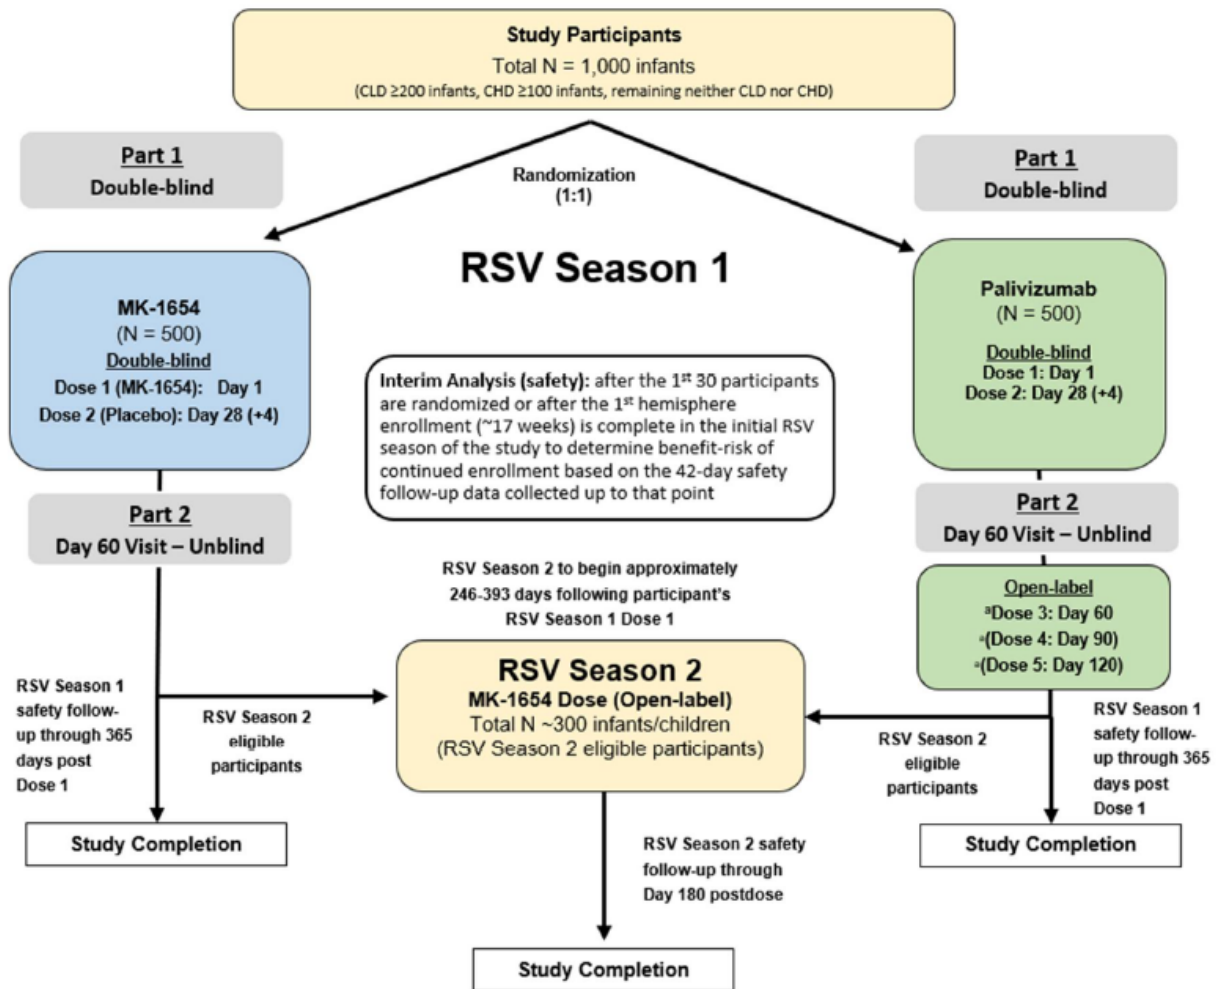 Study Participants
Total N = 1,000 infants
(CLD ≥200 infants, CHD ≥100 infants, remaining neither CLD nor CHD)
Part 1
Double-blind
Randomization
(1:1)
Part 1
Double-blind
RSV Season 1
MK-1654
(N = 500)
Double-blind
Dose 1 (MK-1654): Day 1
Dose 2 (Placebo): Day 28 (+4)
Palivizumab
(N = 500)
Double-blind
Dose 1: Day 1
Dose 2: Day 28 (+4)
Interim Analysis (safety): after the 1st 30 participants
are randomized or after the 1st hemisphere
enrollment (~17 weeks) is complete in the initial RSV
season of the study to determine benefit-risk of
continued enrollment based on the 42-day safety
follow-up data collected up to that point
Part 2
Day 60 Visit – Unblind
Part 2
Day 60 Visit – Unblind
RSV Season 2 to begin approximately
246-393 days following participant's
RSV Season 1 Dose 1
Open-label
ᵃDose 3: Day 60
ᵃ(Dose 4: Day 90)
ᵃ(Dose 5: Day 120)
RSV Season 2
MK-1654 Dose (Open-label)
Total N ~300 infants/children
(RSV Season 2 eligible participants)
RSV Season 1
safety follow-
up through 365
days post
Dose 1
RSV Season 2
eligible
participants
RSV Season 2
eligible
participants
RSV Season 1
safety follow-
up through 365
days post
Dose 1
Study Completion
RSV Season 2 safety
follow-up through
Day 180 postdose
Study Completion
Study Completion